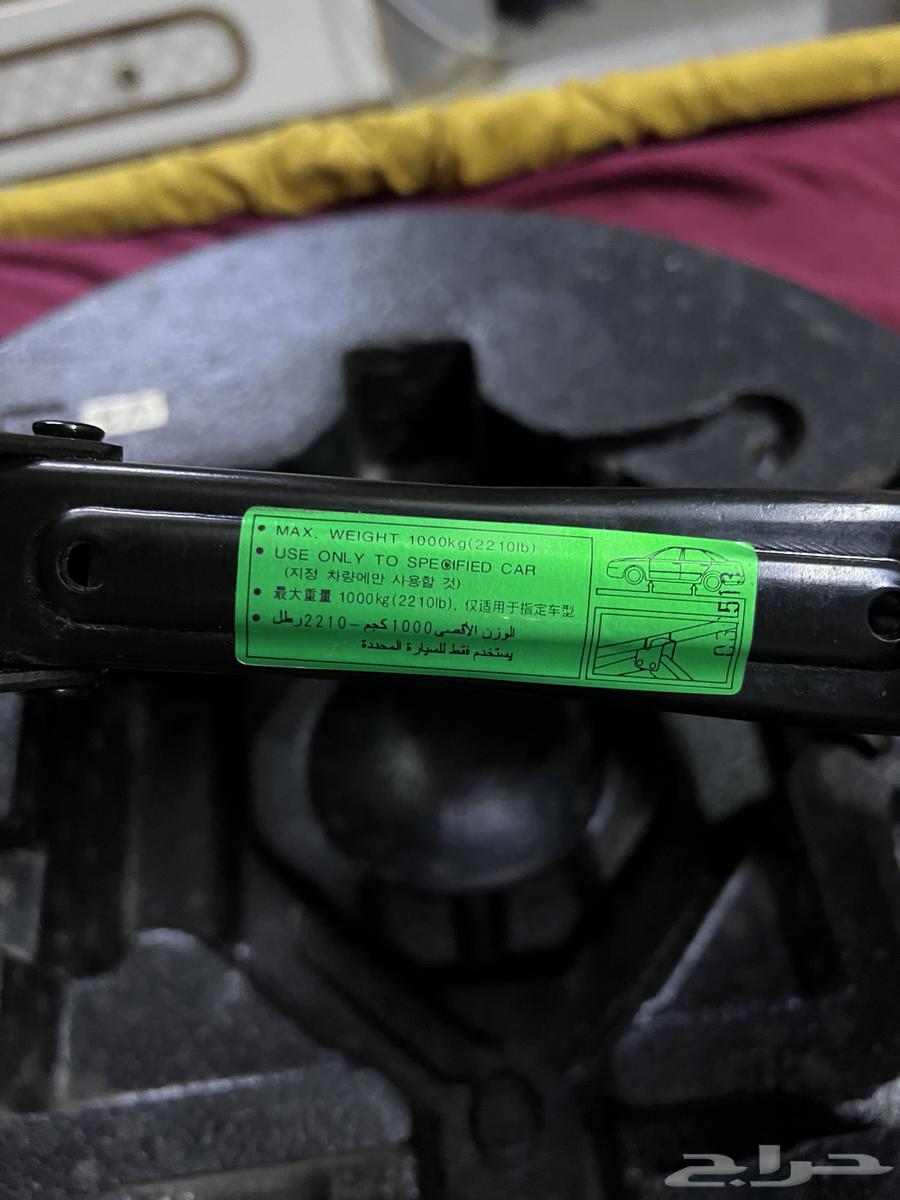 • MAX. WEIGHT 1000kg(2210lb)
• USE ONLY TO SPECIFIED CAR
(지정 차량에만 사용할 것)
• 最大重量 1000kg(2210lb), 仅适用于指定车型
• الوزن الأقصى 1000كجم-2210رطل
يستخدم فقط للسيارة المحددة
حراج